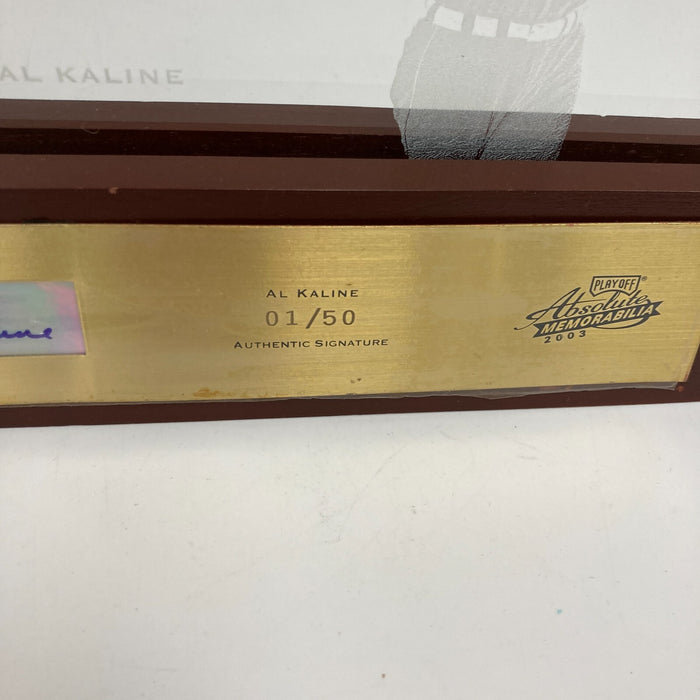 AL KALINE
AL KALINE
01/50
AUTHENTIC SIGNATURE
PLAYOFF®
Absolute
MEMORABILIA
2003